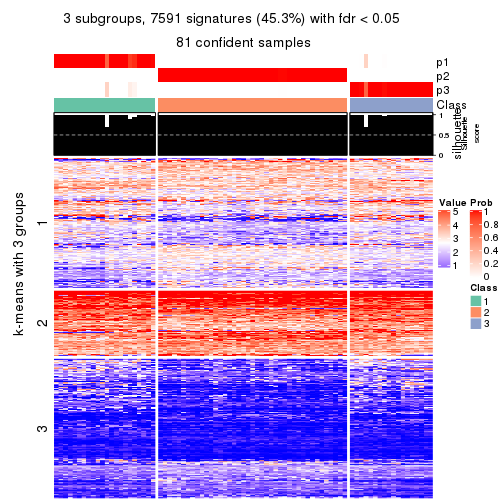 3 subgroups, 7591 signatures (45.3%) with fdr < 0.05
81 confident samples
p1
p2
p3
Class
1
0.5
0
silhouette
Silhouette
score
k-means with 3 groups
1
2
3
Value
5
4
3
2
1
Prob
1
0.8
0.6
0.4
0.2
0
Class
1
2
3